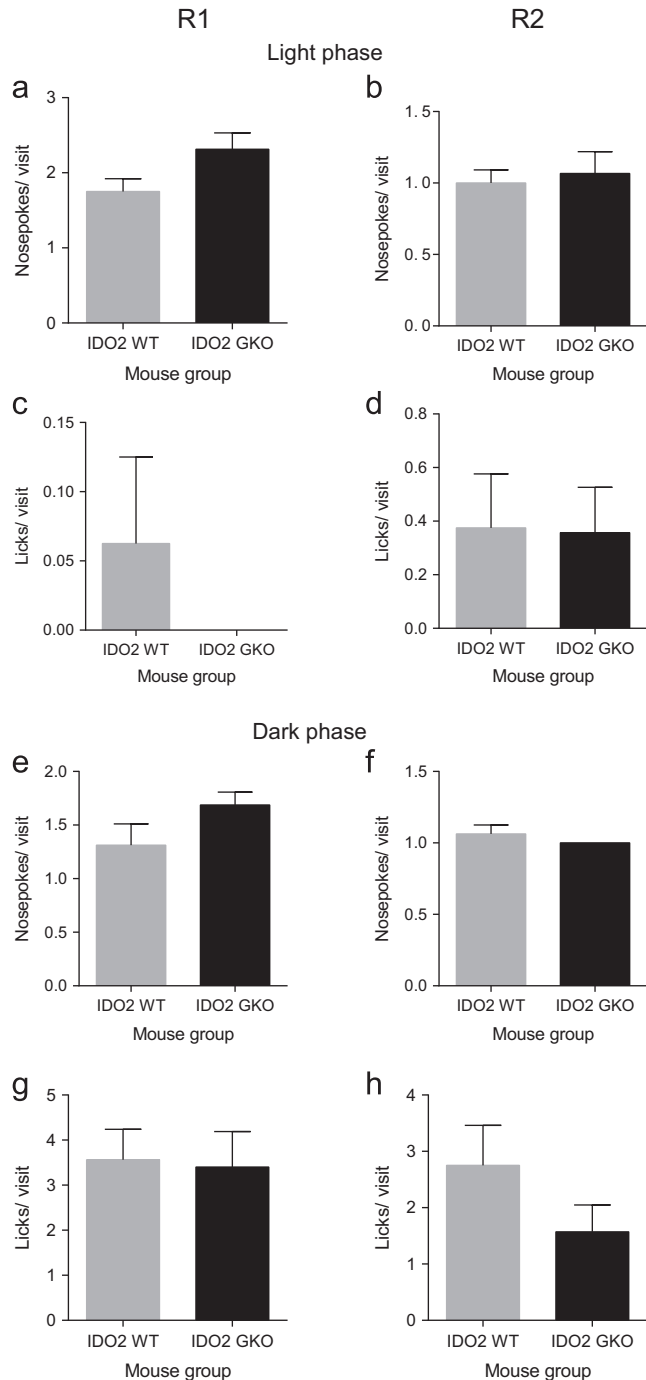 R1 R2
Light phase
a
3
2
1
0
Nosepokes/ visit
IDO2 WT IDO2 GKO
Mouse group
b
1.5
1.0
0.5
0. 0
Nosepokes/ visit
IDO2 WT IDO2 GKO
Mouse group
c
0.15
0.10
0.05
0.00
Licks/ visit
IDO2 WT IDO2 GKO
Mouse group
d
0.8
0.6
0.4
0.2
0.0
Licks/ visit
IDO2 WT IDO2 GKO
Mouse group
Dark phase
e
2.0
1.5
1.0
0.5
0.0
Nosepokes/ visit
IDO2 WT IDO2 GKO
Mouse group
f
1.5
1.0
0.5
0.0
Nosepokes/ visit
IDO2 WT IDO2 GKO
Mouse group
g
5
4
3
2
1
0
Licks/ visit
IDO2 WT IDO2 GKO
Mouse group
h
4
3
2
1
0
Licks/ visit
IDO2 WT IDO2 GKO
Mouse group